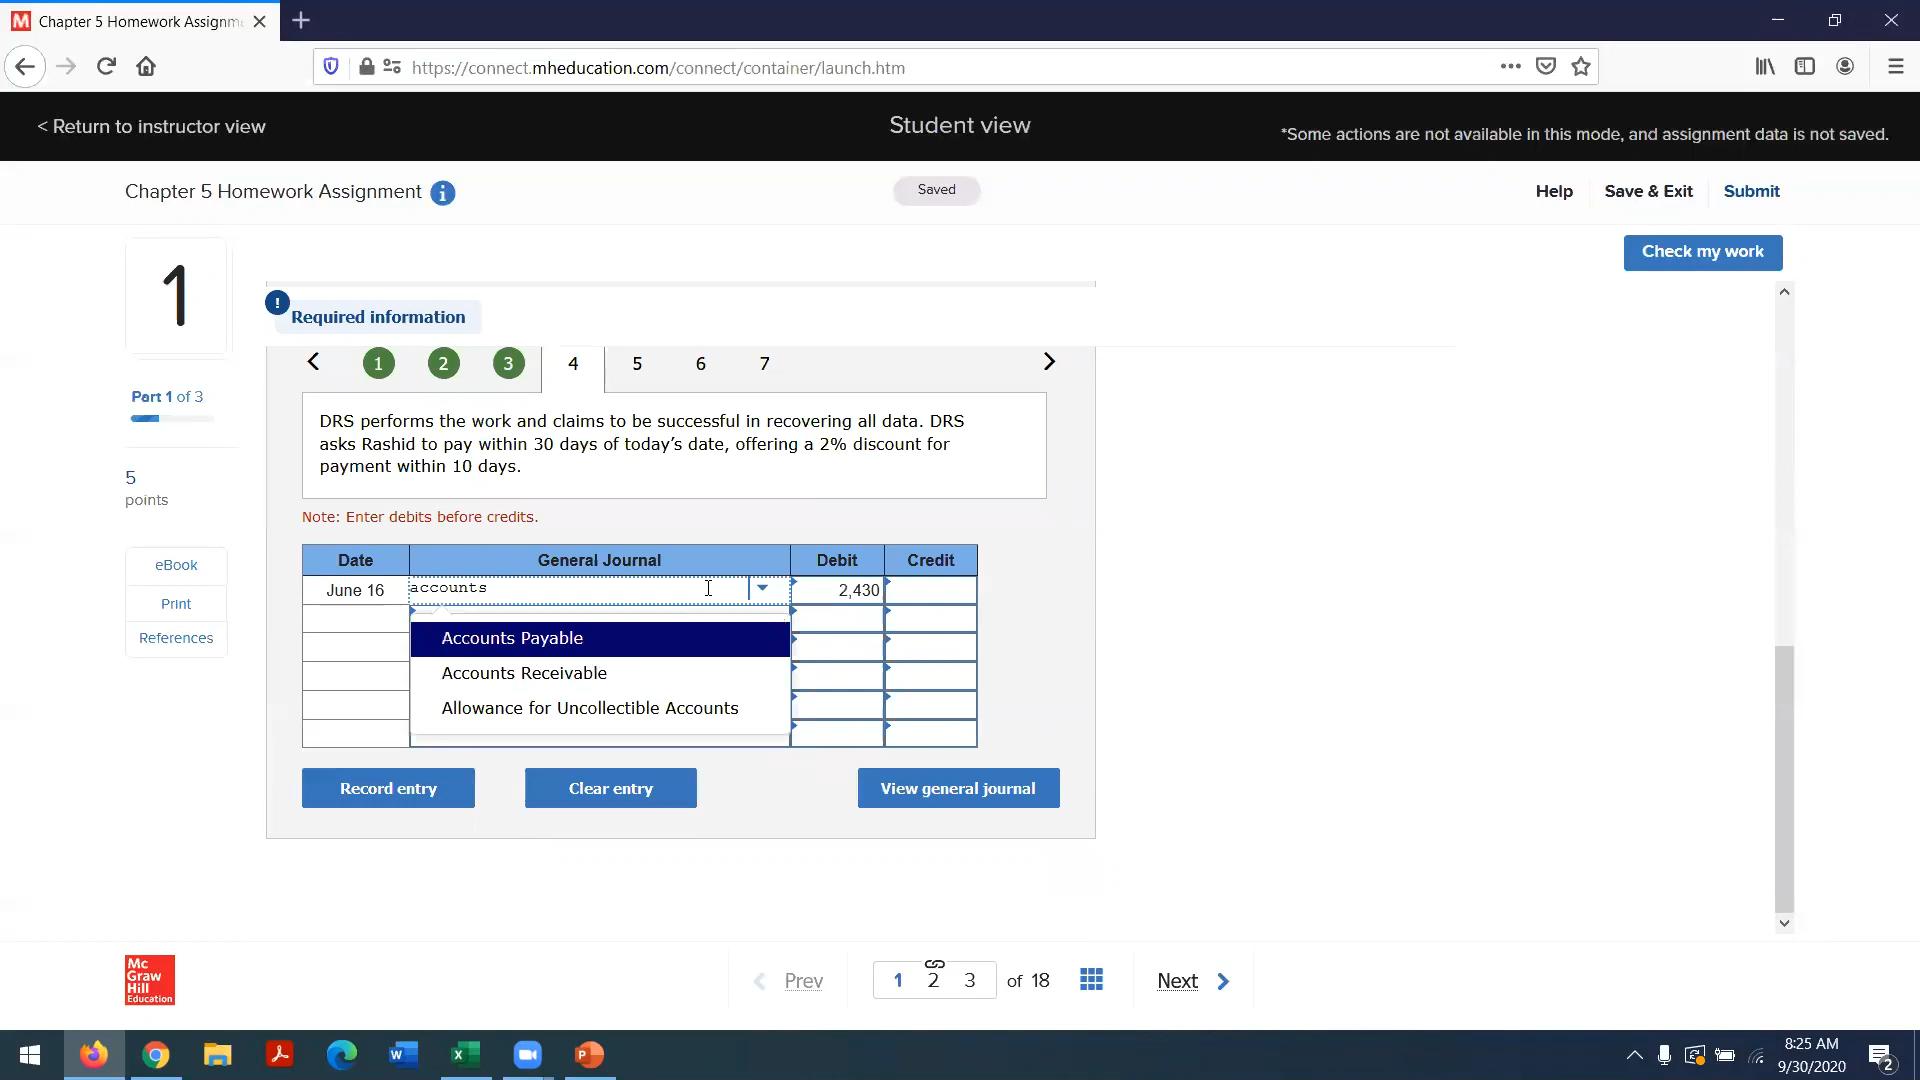 M Chapter 5 Homework Assignm
https://connect.mheducation.com/connect/container/launch.htm
< Return to instructor view
Student view
*Some actions are not available in this mode, and assignment data is not saved.
Chapter 5 Homework Assignment i
Saved
Help
Save & Exit
Submit
Check my work
1
!
Required information
1 2 3 4 5 6 7
Part 1 of 3
DRS performs the work and claims to be successful in recovering all data. DRS
asks Rashid to pay within 30 days of today's date, offering a 2% discount for
payment within 10 days.
5
points
Note: Enter debits before credits.
Date General Journal Debit Credit
June 16 accounts 2,430
Accounts Payable
Accounts Receivable
Allowance for Uncollectible Accounts
eBook
Print
References
Record entry
Clear entry
View general journal
Mc
Graw
Hill
Education
< Prev
1 2 3 of 18
Next >
8:25 AM
9/30/2020
2